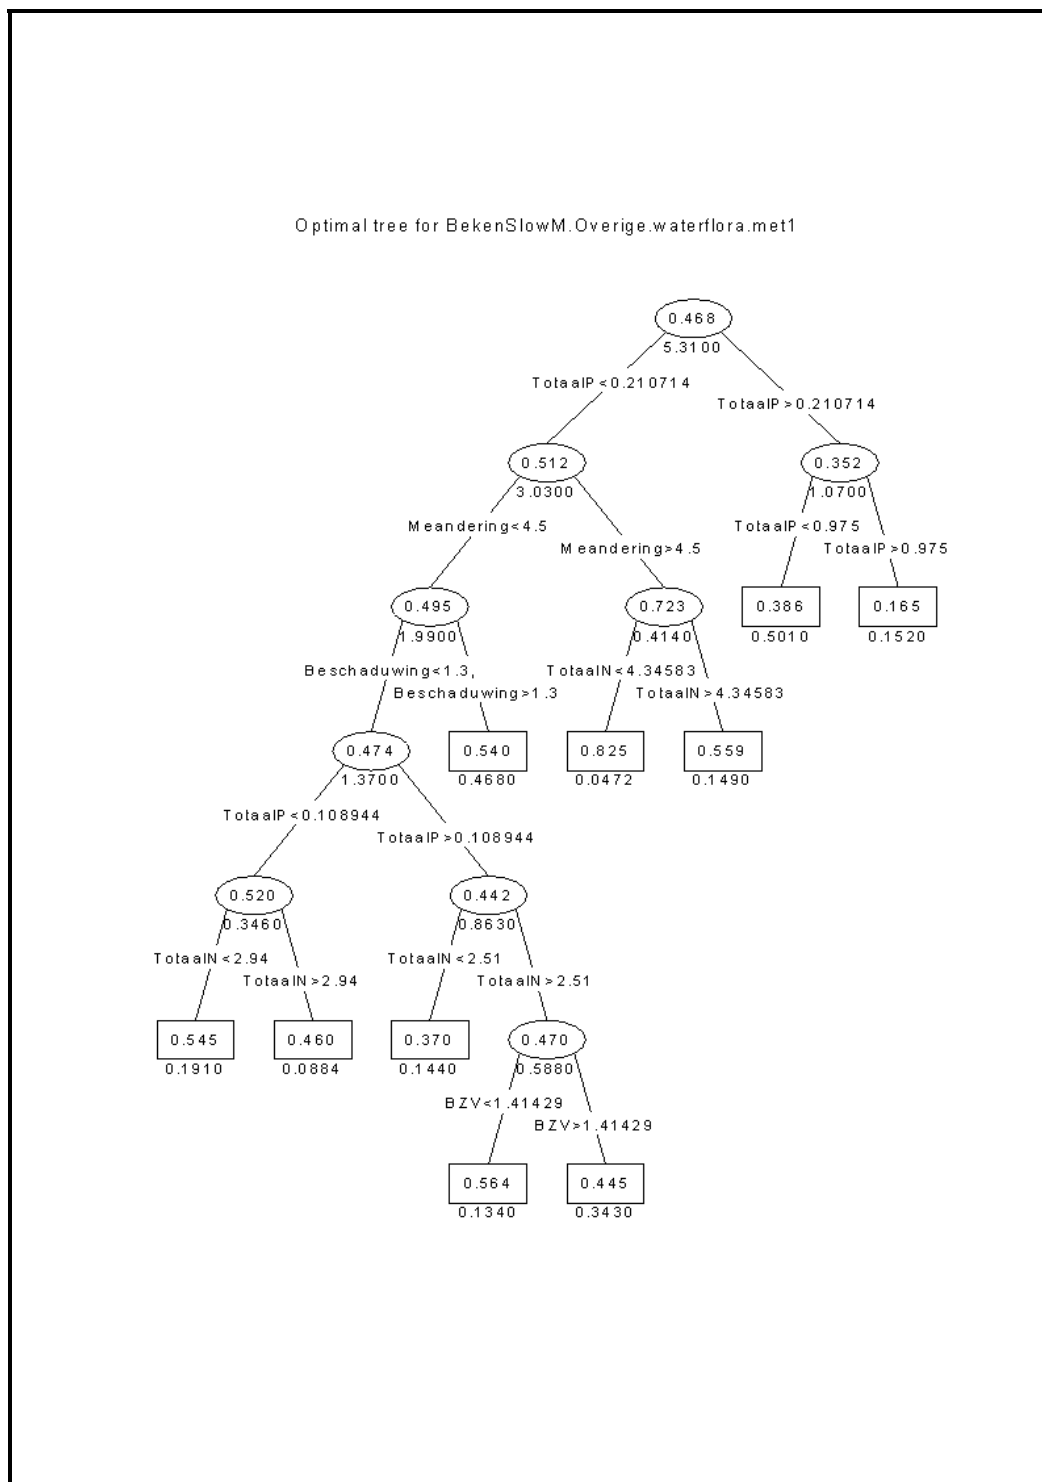 Optimal tree for BekenSlowM.Overige.waterflora.met1
0.468
5.3100
TotaalP<0.210714
TotaalP>0.210714
0.512
3.0300
0.352
1.0700
Meandering<4.5
Meandering>4.5
TotaalP<0.975
TotaalP>0.975
0.495
1.9900
0.723
0.4140
0.386
0.5010
0.165
0.1520
Beschaduwing<1.3,
Beschaduwing>1.3
TotaalN<4.34583
TotaalN>4.34583
0.474
1.3700
0.540
0.4680
0.825
0.0472
0.559
0.1490
TotaalP<0.108944
TotaalP>0.108944
0.520
0.3460
0.442
0.8630
TotaalN<2.94
TotaalN>2.94
TotaalN<2.51
TotaalN>2.51
0.545
0.1910
0.460
0.0884
0.370
0.1440
0.470
0.5880
BZV<1.41429
BZV>1.41429
0.564
0.1340
0.445
0.3430